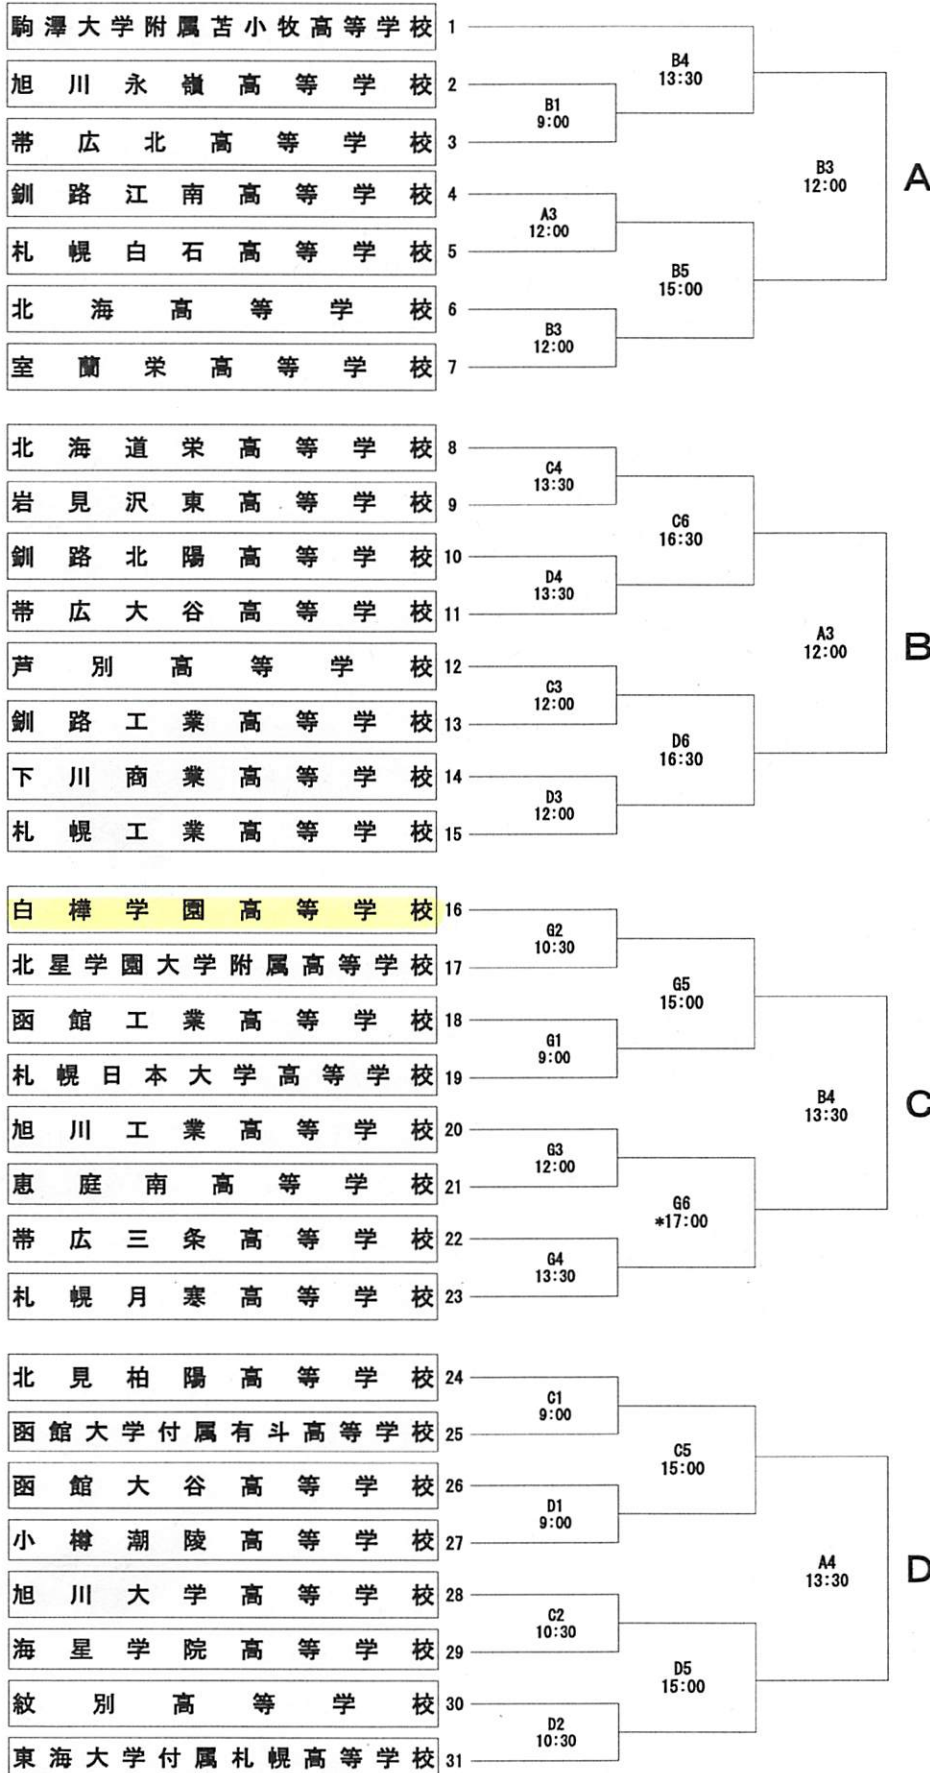 駒澤大学附属苫小牧高等学校 1
B4
13:30
旭川永嶺高等学校 2
B1
9:00
帯広北高等学校 3
B3
12:00
A
釧路江南高等学校 4
A3
12:00
札幌白石高等学校 5
B5
15:00
北海高等学校 6
B3
12:00
室蘭栄高等学校 7
北海道栄高等学校 8
C4
13:30
岩見沢東高等学校 9
C6
16:30
釧路北陽高等学校 10
D4
13:30
帯広大谷高等学校 11
A3
12:00
B
芦別高等学校 12
C3
12:00
釧路工業高等学校 13
D6
16:30
下川商業高等学校 14
D3
12:00
札幌工業高等学校 15
白樺学園高等学校 16
G2
10:30
北星学園大学附属高等学校 17
G5
15:00
函館工業高等学校 18
G1
9:00
札幌日本大学高等学校 19
B4
13:30
C
旭川工業高等学校 20
G3
12:00
恵庭南高等学校 21
G6
*17:00
帯広三条高等学校 22
G4
13:30
札幌月寒高等学校 23
北見柏陽高等学校 24
C1
9:00
函館大学付属有斗高等学校 25
C5
15:00
函館大谷高等学校 26
D1
9:00
小樽潮陵高等学校 27
A4
13:30
D
旭川大学高等学校 28
C2
10:30
海星学院高等学校 29
D5
15:00
紋別高等学校 30
D2
10:30
東海大学付属札幌高等学校 31